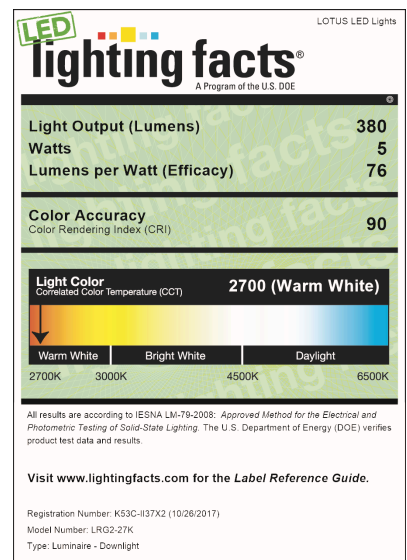 LOTUS LED Lights
LED
lighting facts®
A Program of the U.S. DOE
Light Output (Lumens) 380
Watts 5
Lumens per Watt (Efficacy) 76
Color Accuracy
Color Rendering Index (CRI) 90
Light Color
Correlated Color Temperature (CCT) 2700 (Warm White)
Warm White Bright White Daylight
2700K 3000K 4500K 6500K
All results are according to IESNA LM-79-2008: Approved Method for the Electrical and
Photometric Testing of Solid-State Lighting. The U.S. Department of Energy (DOE) verifies
product test data and results.
Visit www.lightingfacts.com for the Label Reference Guide.
Registration Number: K53C-II37X2 (10/26/2017)
Model Number: LRG2-27K
Type: Luminaire - Downlight